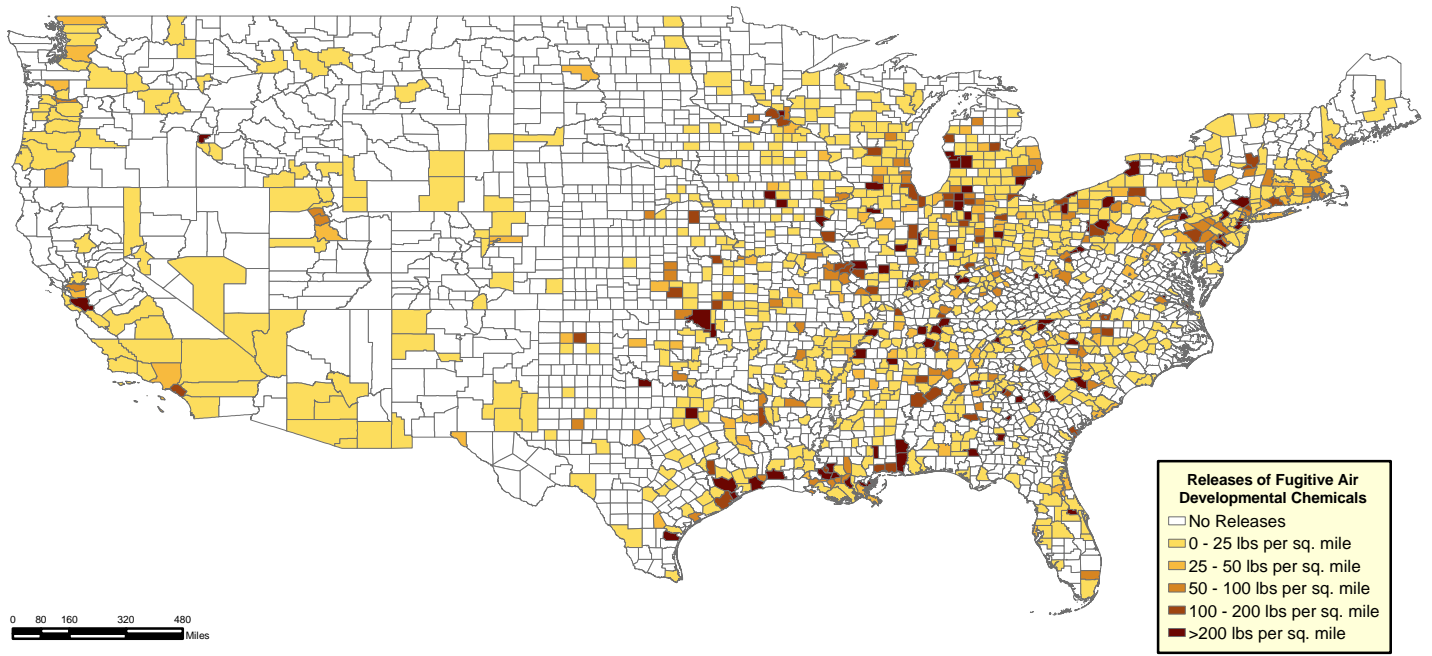 Releases of Fugitive Air
Developmental Chemicals
No Releases
0 - 25 lbs per sq. mile
25 - 50 lbs per sq. mile
50 - 100 lbs per sq. mile
100 - 200 lbs per sq. mile
>200 lbs per sq. mile
0 80 160 320 480
Miles